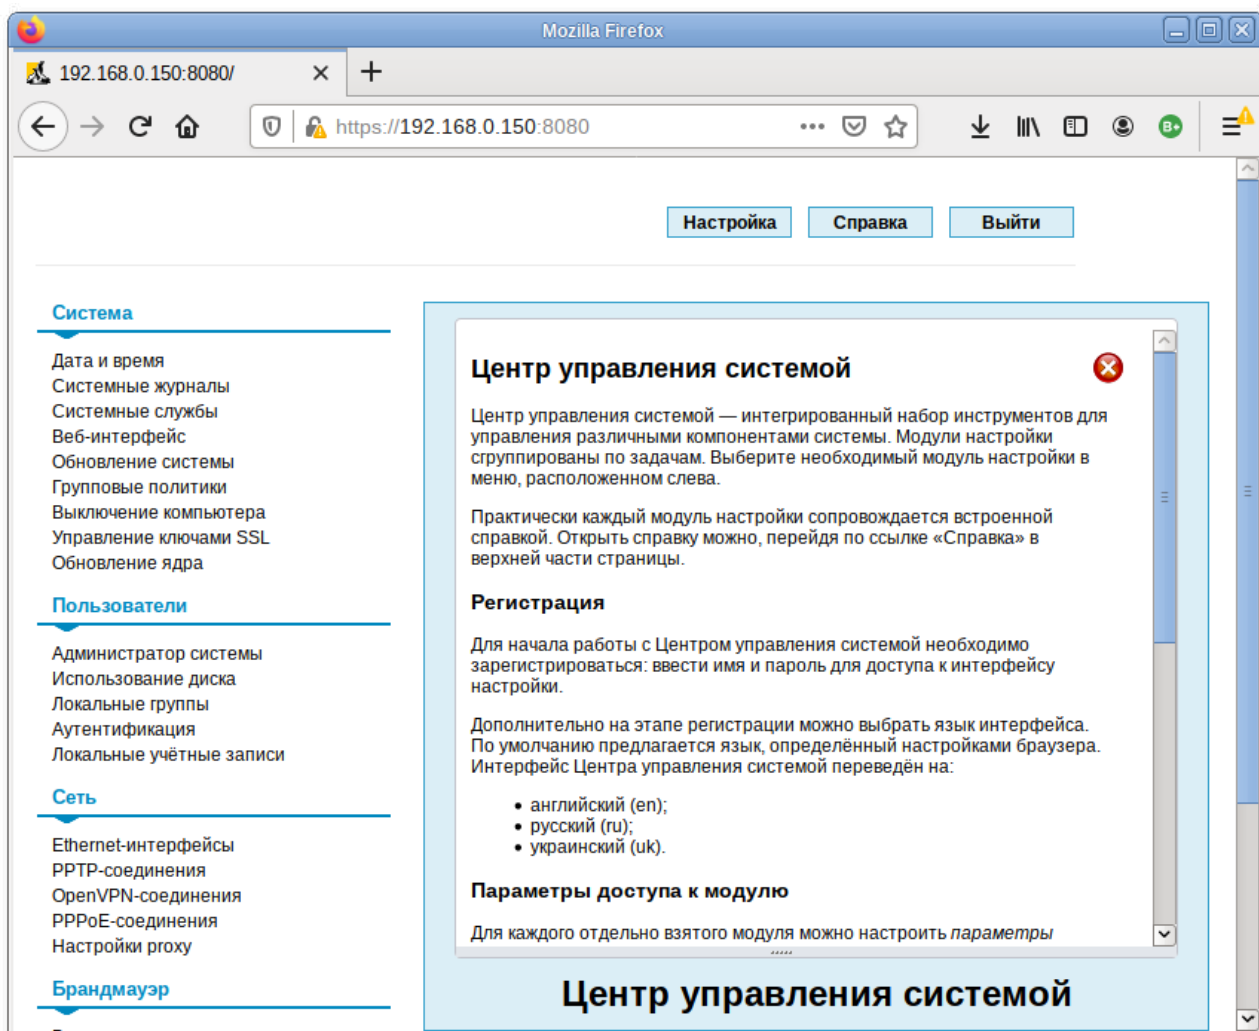 Mozilla Firefox
192.168.0.150:8080/
https://192.168.0.150:8080
Настройка
Справка
Выйти
Система
Дата и время
Системные журналы
Системные службы
Веб-интерфейс
Обновление системы
Групповые политики
Выключение компьютера
Управление ключами SSL
Обновление ядра
Пользователи
Администратор системы
Использование диска
Локальные группы
Аутентификация
Локальные учётные записи
Сеть
Ethernet-интерфейсы
PPTP-соединения
OpenVPN-соединения
PPPoE-соединения
Настройки proxy
Брандмауэр
Центр управления системой
Центр управления системой — интегрированный набор инструментов для
управления различными компонентами системы. Модули настройки
сгруппированы по задачам. Выберите необходимый модуль настройки в
меню, расположенном слева.
Практически каждый модуль настройки сопровождается встроенной
справкой. Открыть справку можно, перейдя по ссылке «Справка» в
верхней части страницы.
Регистрация
Для начала работы с Центром управления системой необходимо
зарегистрироваться: ввести имя и пароль для доступа к интерфейсу
настройки.
Дополнительно на этапе регистрации можно выбрать язык интерфейса.
По умолчанию предлагается язык, определённый настройками браузера.
Интерфейс Центра управления системой переведён на:
• английский (en);
• русский (ru);
• украинский (uk).
Параметры доступа к модулю
Для каждого отдельно взятого модуля можно настроить параметры
Центр управления системой